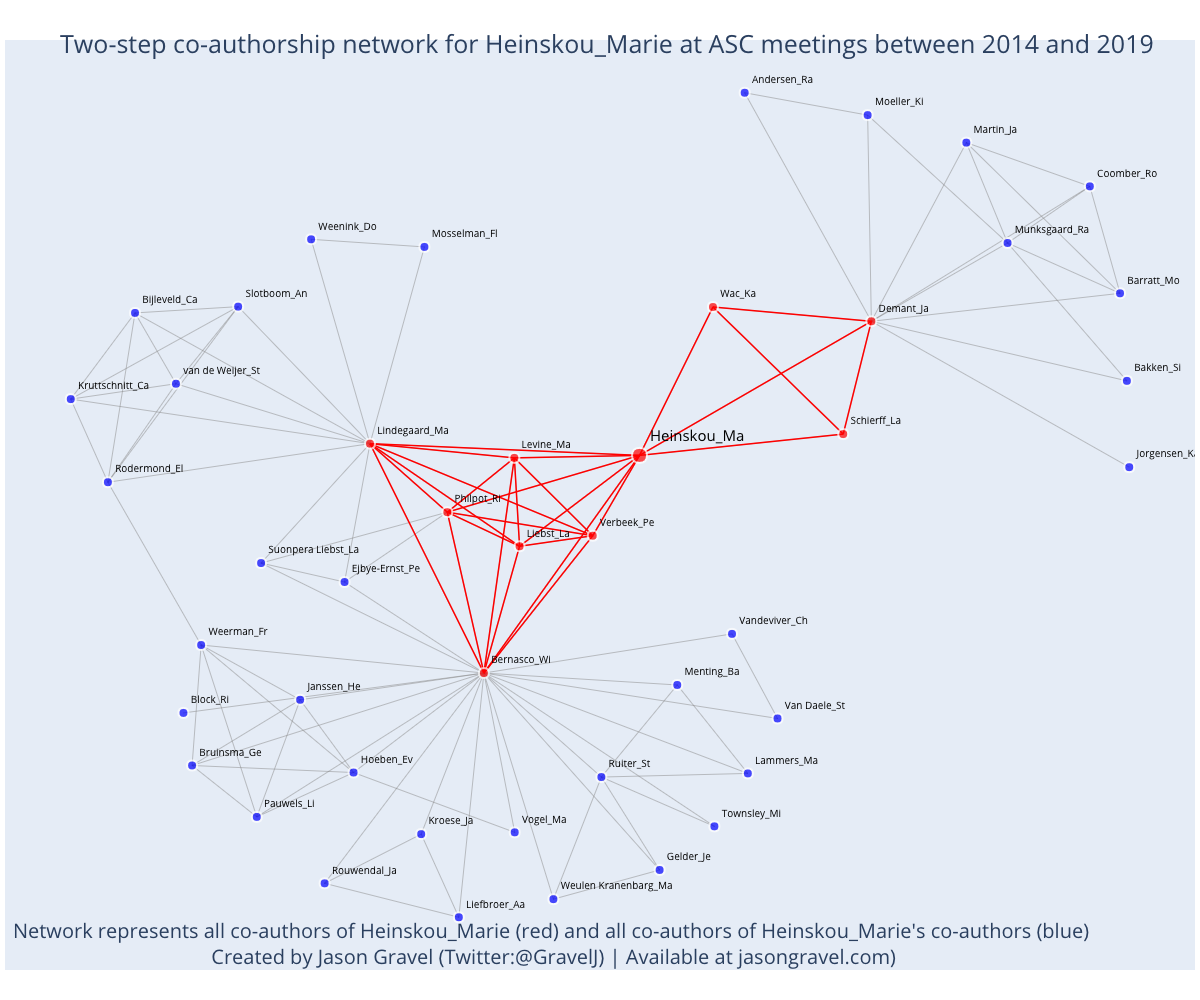 Two-step co-authorship network for Heinskou_Marie at ASC meetings between 2014 and 2019
Andersen_Ra
Moeller_Ki
Martin_Ja
Coomber_Ro
Munksgaard_Ra
Weenink_Do
Mosselman_Fl
Barratt_Mo
Slotboom_An
Bijleveld_Ca
Wac_Ka
Demant_Ja
van de Weijer_St
Bakken_Si
Kruttschnitt_Ca
Schierff_La
Lindegaard_Ma
Heinskou_Ma
Levine_Ma
Jorgensen_Ka
Rodermond_El
Philpot_Ri
Verbeek_Pe
Liebst_La
Suonpera Liebst_La
Ejbye-Ernst_Pe
Vandeviver_Ch
Weerman_Fr
Bernasco_Wi
Menting_Ba
Janssen_He
Block_Ri
Van Daele_St
Bruinsma_Ge
Hoeben_Ev
Ruiter_St
Lammers_Ma
Pauwels_Li
Townsley_Mi
Kroese_Ja
Vogel_Ma
Gelder_Je
Rouwendal_Ja
Weulen Kranenbarg_Ma
Liefbroer_Aa
Network represents all co-authors of Heinskou_Marie (red) and all co-authors of Heinskou_Marie's co-authors (blue)
Created by Jason Gravel (Twitter:@GravelJ) | Available at jasongravel.com)